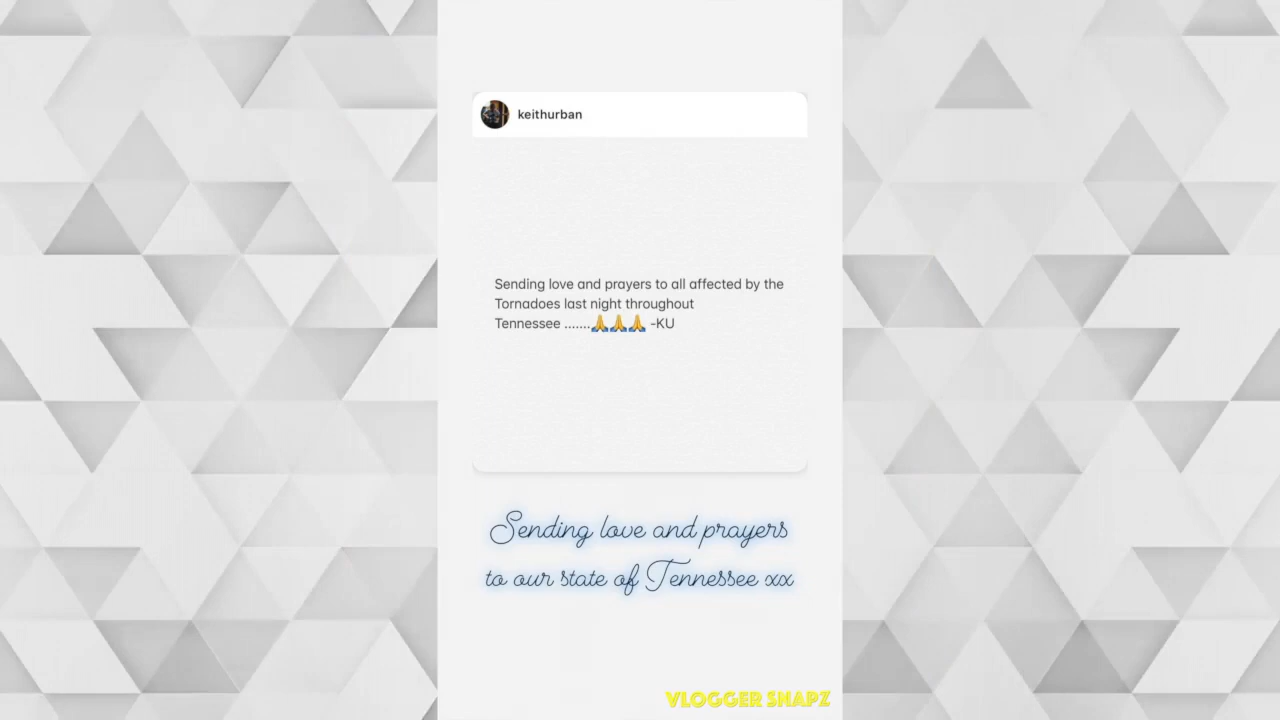 keithurban
Sending love and prayers to all affected by the
Tornadoes last night throughout
Tennessee .......🙏🙏🙏 -KU
Sending love and prayers
to our state of Tennessee xx
VLOGGER SNAPZ